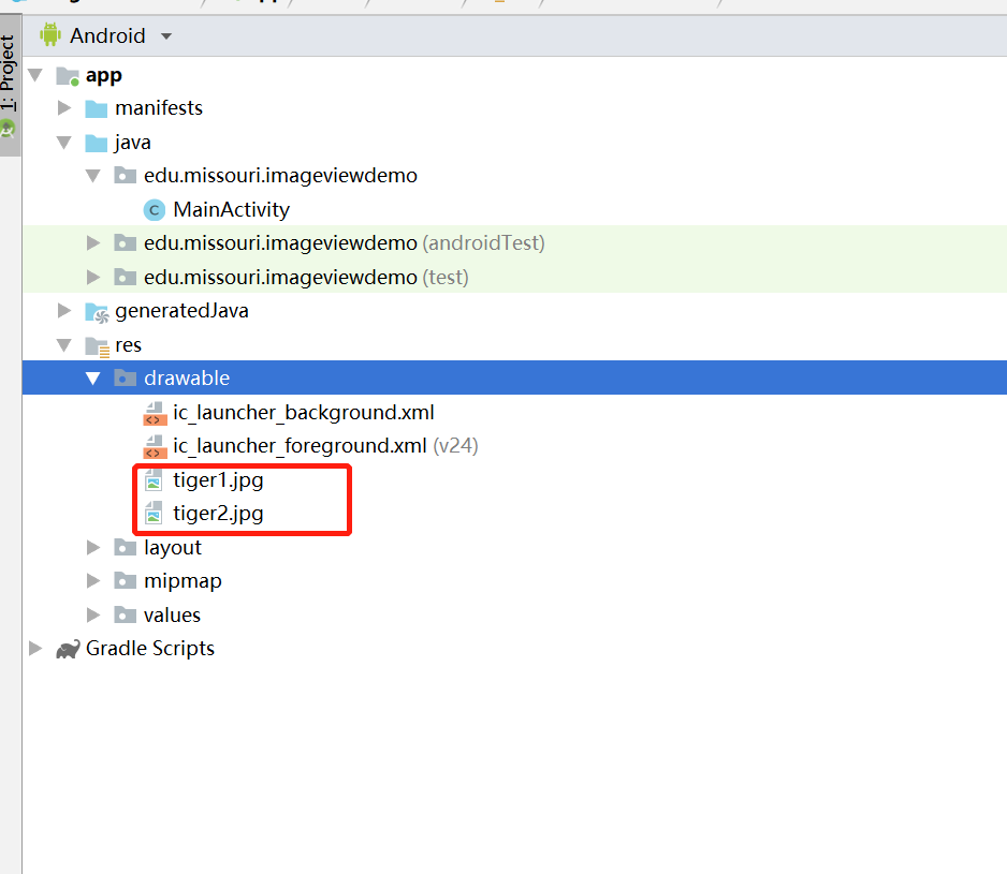 Android
1: Project
app
manifests
java
edu.missouri.imageviewdemo
MainActivity
edu.missouri.imageviewdemo (androidTest)
edu.missouri.imageviewdemo (test)
generatedJava
res
drawable
ic_launcher_background.xml
ic_launcher_foreground.xml (v24)
tiger1.jpg
tiger2.jpg
layout
mipmap
values
Gradle Scripts